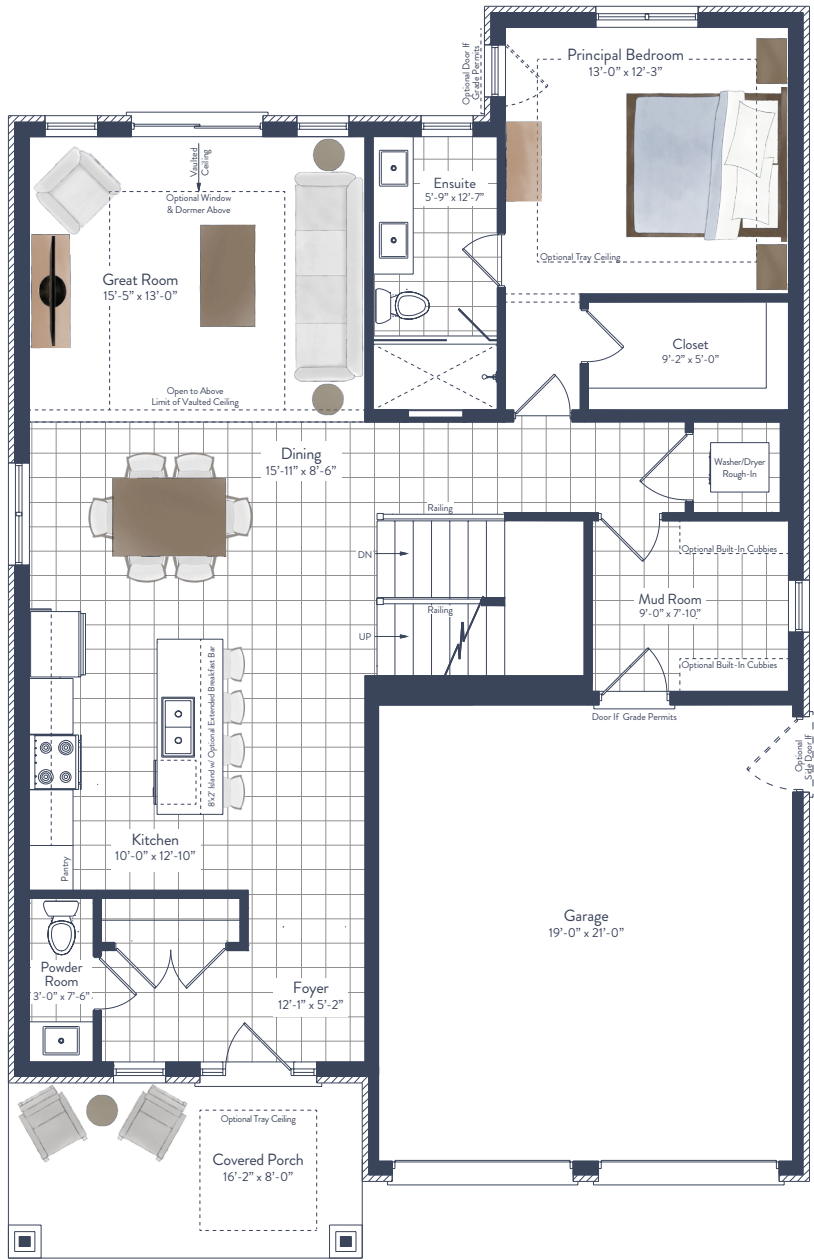 Optional Door If
Grade Permits
Principal Bedroom
13'-0” x 12'-3”
Vaulted
Ceiling
Optional Window
& Dormer Above
Ensuite
5'-9” x 12'-7”
Optional Tray Ceiling
Great Room
15'-5” x 13'-0”
Closet
9'-2” x 5'-0”
Open to Above
Limit of Vaulted Ceiling
Dining
15'-11” x 8'-6”
Washer/Dryer
Rough-In
Railing
DN
Optional Built-In Cubbies
Mud Room
9'-0” x 7'-10”
Railing
UP
Optional Built-In Cubbies
8'x2' Island w/ Optional Extended Breakfast Bar
Door If Grade Permits
Optional
Side Door If
Kitchen
10'-0” x 12'-10”
Pantry
Garage
19'-0” x 21'-0”
Powder
Room
3'-0” x 7'-6”
Foyer
12'-1” x 5'-2”
Optional Tray Ceiling
Covered Porch
16'-2” x 8'-0”